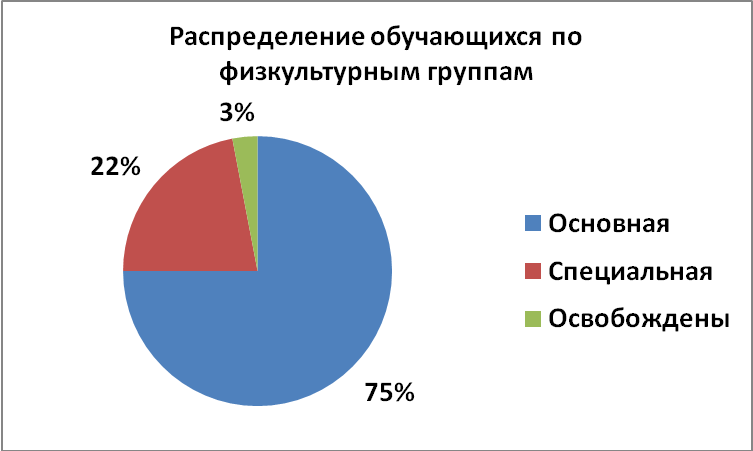 Распределение обучающихся по
физкультурным группам
3%
22%
75%
Основная
Специальная
Освобождены